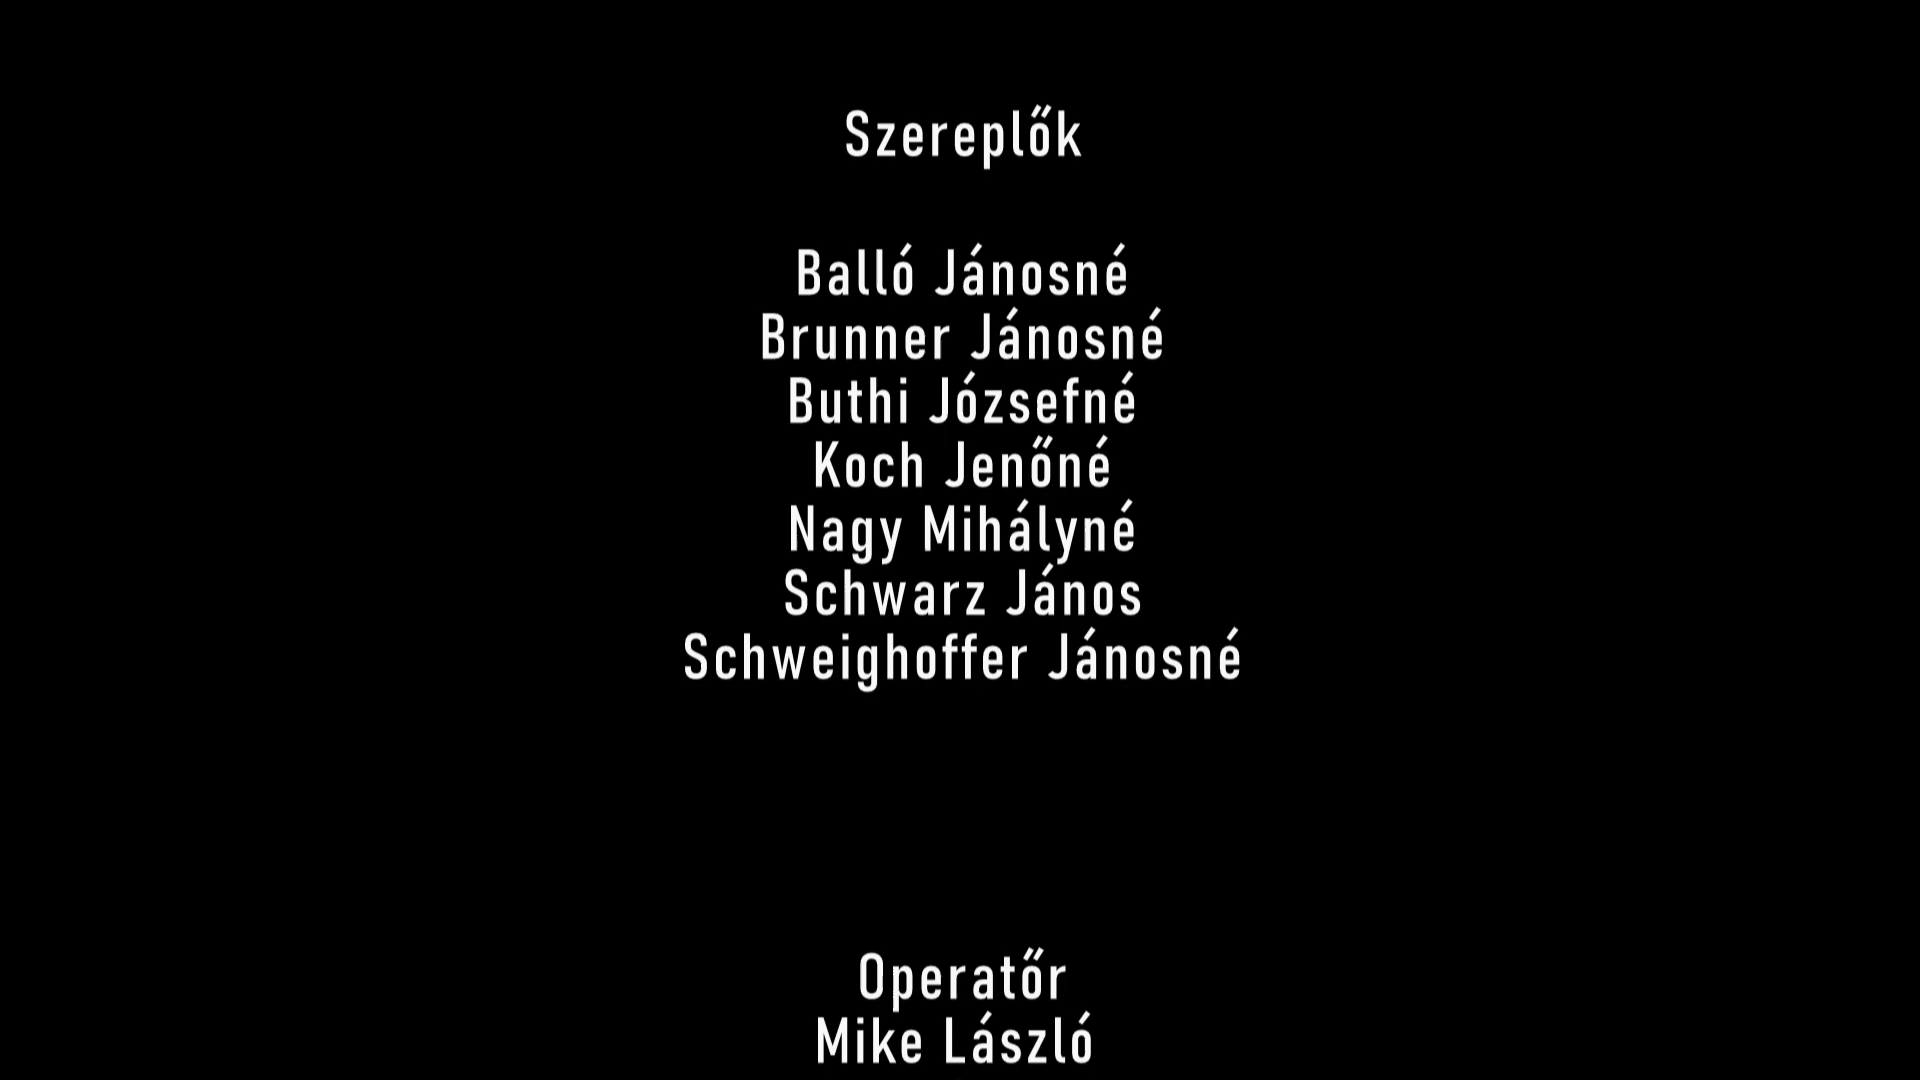 Szereplők
Balló Jánosné
Brunner Jánosné
Buthi Józsefné
Koch Jenőné
Nagy Mihályné
Schwarz János
Schweighoffer Jánosné
Operatőr
Mike László